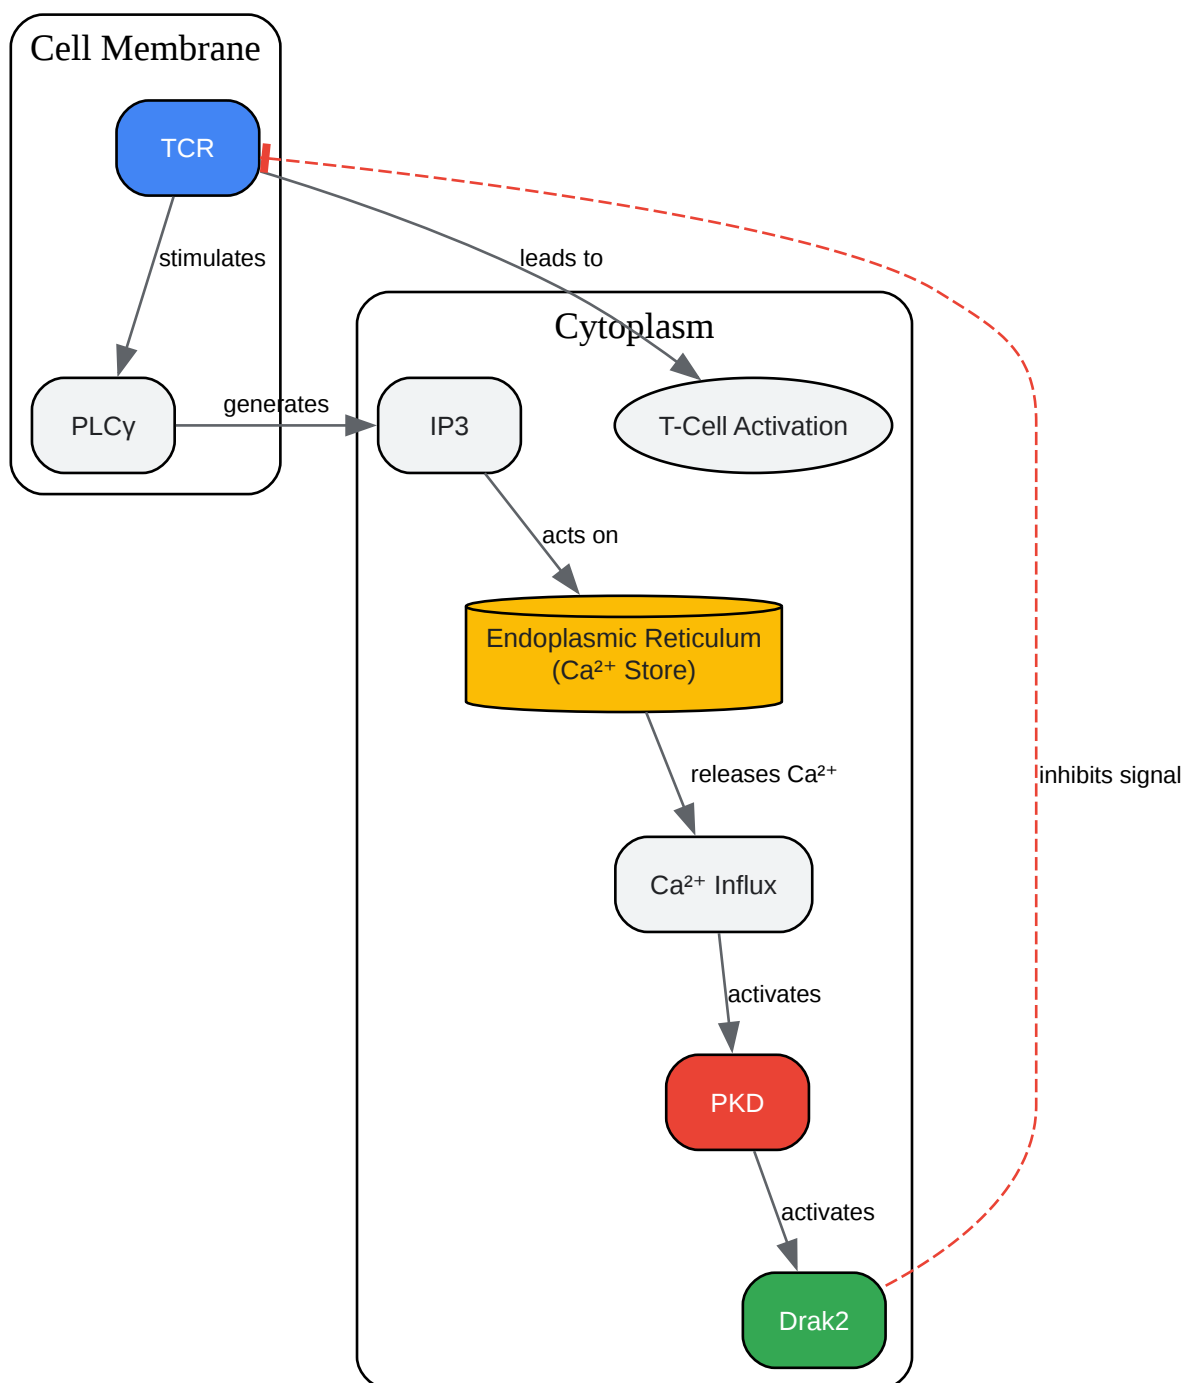 Cell Membrane
TCR
stimulates
leads to
Cytoplasm
PLCγ
generates
IP3
T-Cell Activation
acts on
Endoplasmic Reticulum
(Ca²⁺ Store)
releases Ca²⁺
inhibits signal
Ca²⁺ Influx
activates
PKD
activates
Drak2